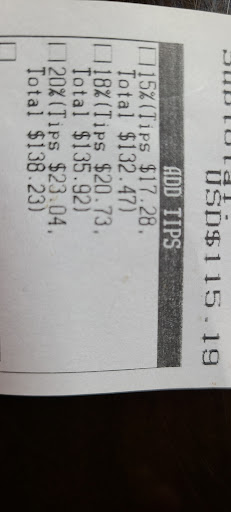 Subtotal:
USD$115.19
ADD TIPS
□ 15%(Tips $17.28,
Total $132.47)
□ 18%(Tips $20.73,
Total $135.92)
□ 20%(Tips $23.04,
Total $138.23)
□